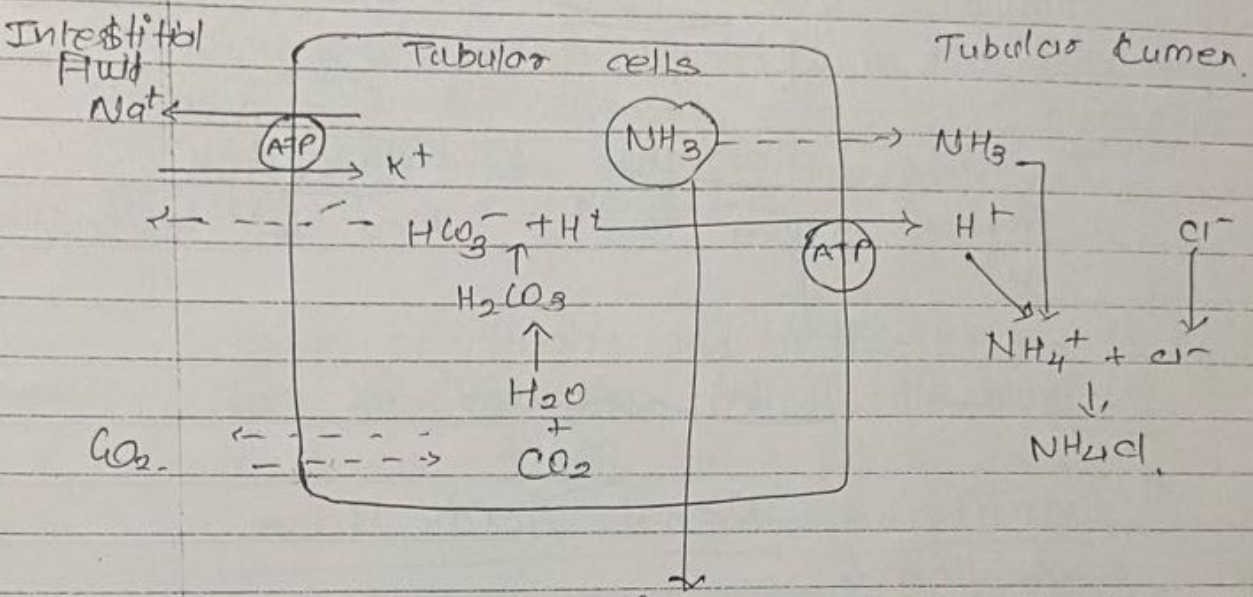 Interstitial Tubular cells Tubular Lumen.
Fluid
Na+
ATP NH3 NH3
K+
HCO3- + H+ ATP H+ Cl-
H2CO3
NH4+ + cl-
H2O
+
CO2. CO2 NH4Cl.